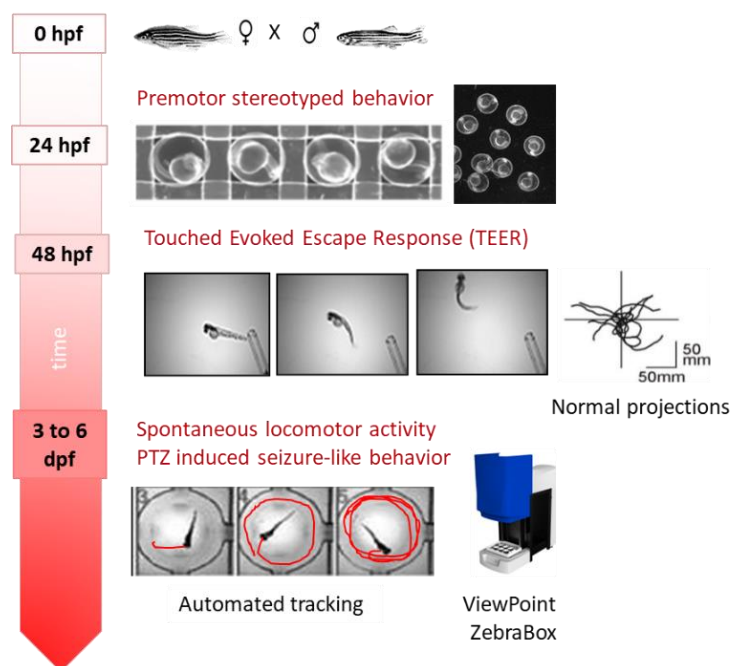 0 hpf
♀ X ♂
Premotor stereotyped behavior
24 hpf
Touched Evoked Escape Response (TEER)
48 hpf
time
50
mm
50mm
Normal projections
3 to 6
dpf
Spontaneous locomotor activity
PTZ induced seizure-like behavior
3
4
5
Automated tracking
ViewPoint
ZebraBox